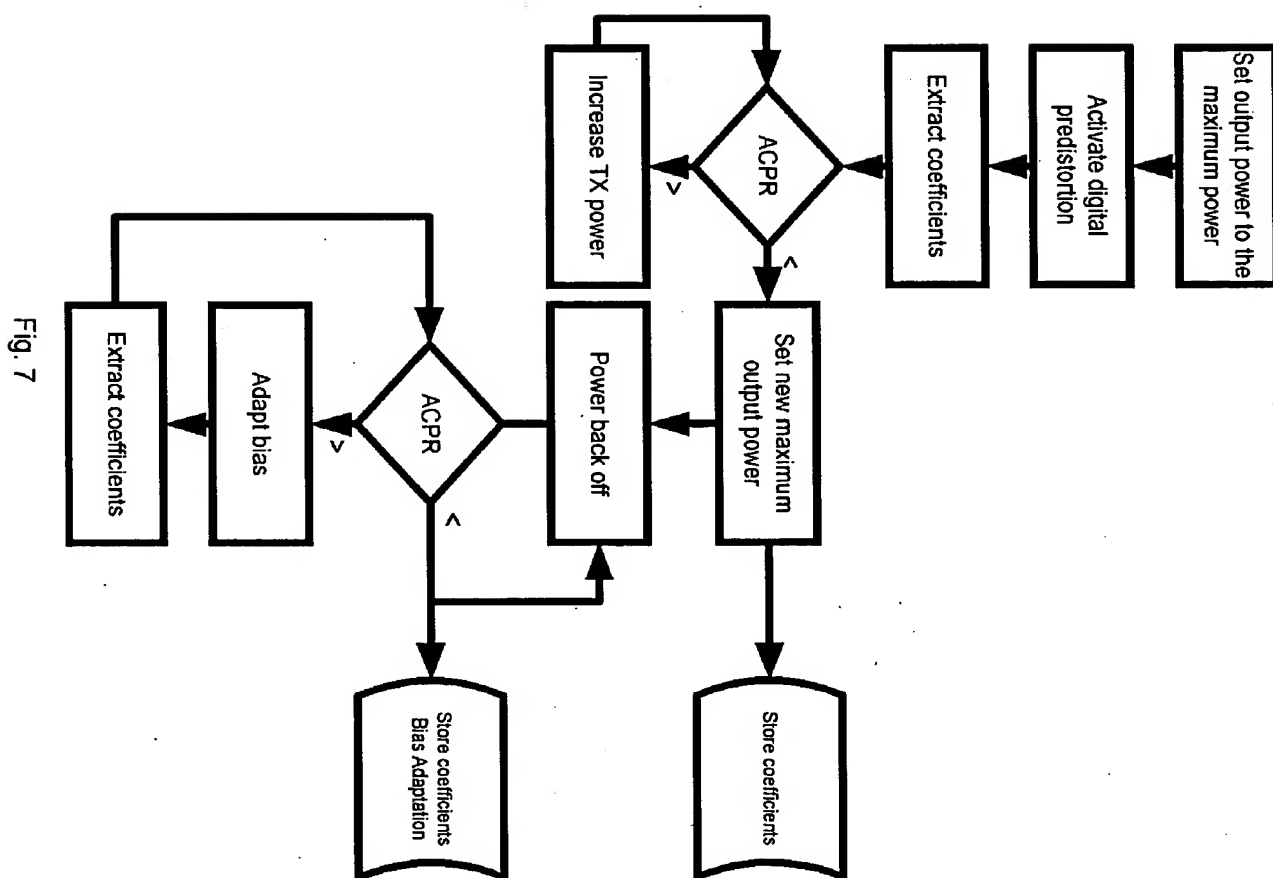 Set output power to the
maximum power
Activate digital
predistortion
Extract coefficients
ACPR
>
<
Increase TX power
Set new maximum
output power
Store coefficients
Power back off
ACPR
>
<
Adapt bias
Extract coefficients
Store coefficients
Bias Adaptation
Fig. 7